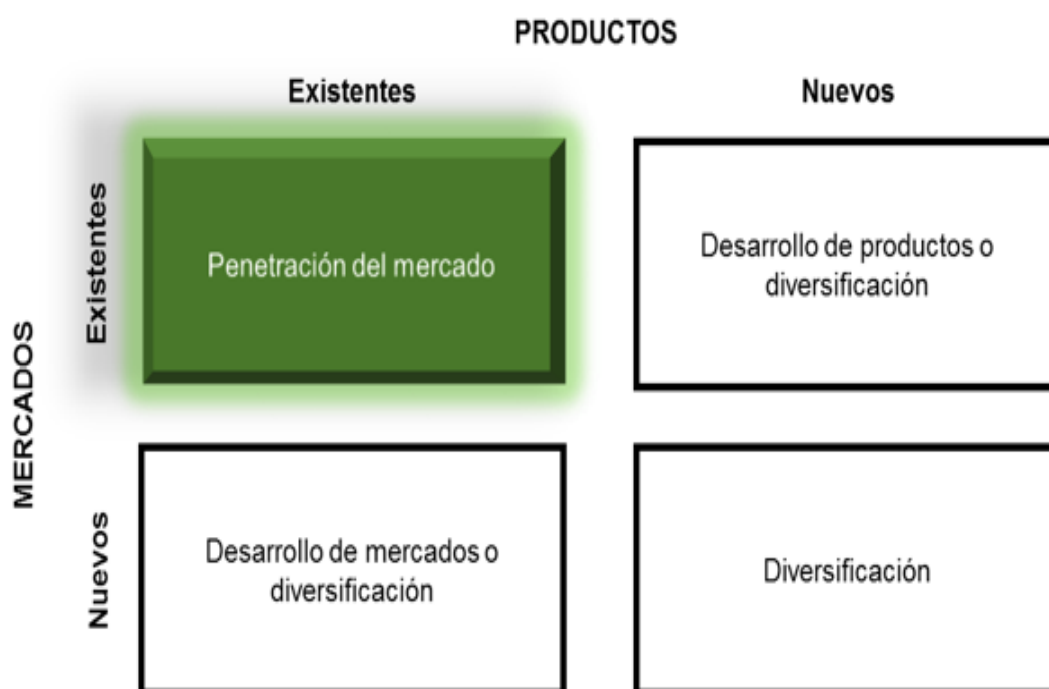 PRODUCTOS
Existentes
Nuevos
MERCADOS
Existentes
Penetración del mercado
Desarrollo de productos o
diversificación
Nuevos
Desarrollo de mercados o
diversificación
Diversificación